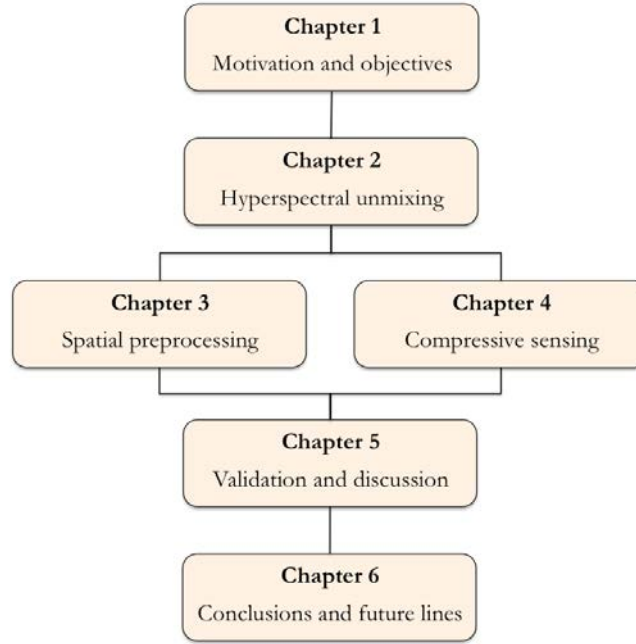 Chapter 1
Motivation and objectives
Chapter 2
Hyperspectral unmixing
Chapter 3
Spatial preprocessing
Chapter 4
Compressive sensing
Chapter 5
Validation and discussion
Chapter 6
Conclusions and future lines